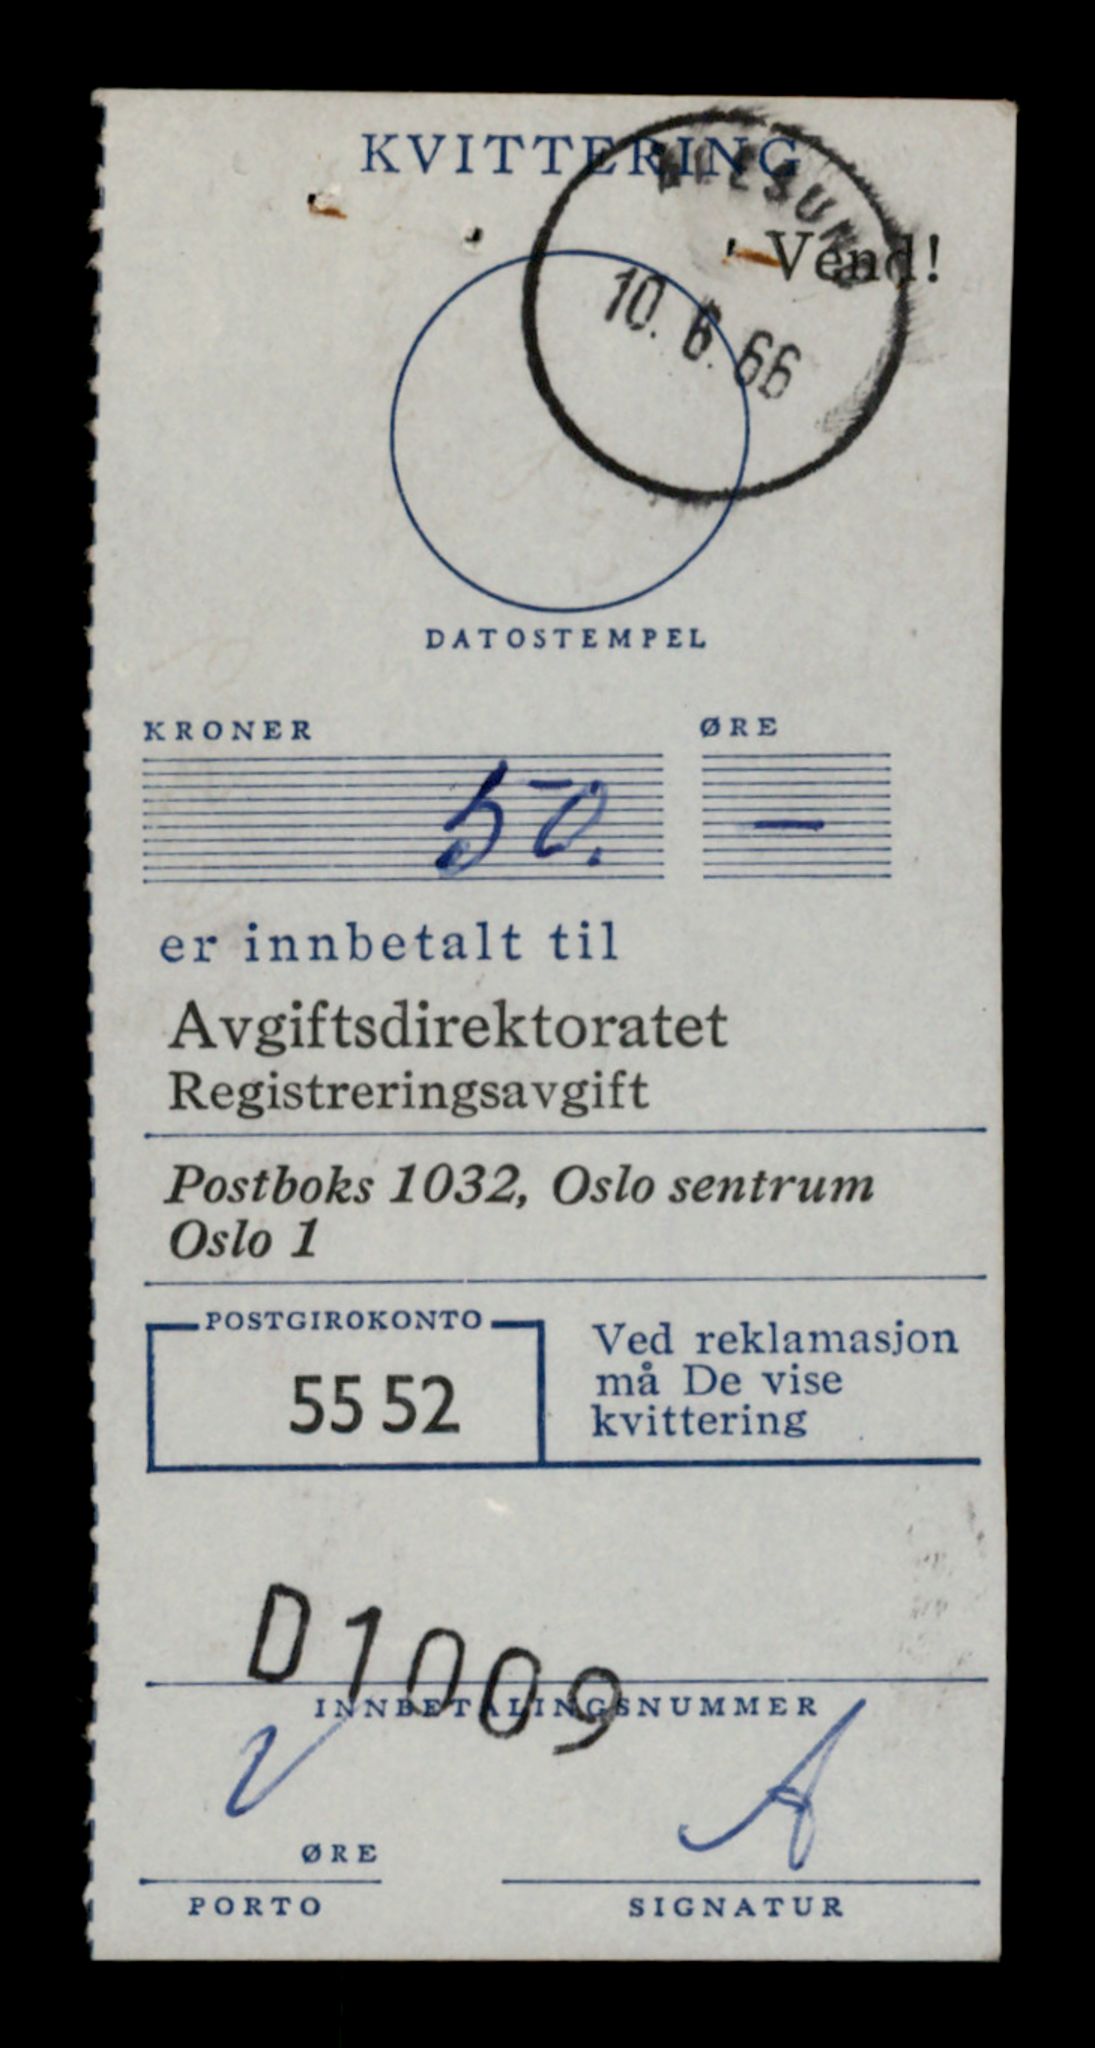 KVITTERING
Vend!
10. 6. 66
DATOSTEMPEL
KRONER ØRE
50. —
er innbetalt til
Avgiftsdirektoratet
Registreringsavgift
Postboks 1032, Oslo sentrum
Oslo 1
POSTGIROKONTO
55 52
Ved reklamasjon
må De vise
kvittering
D1009
INNBETALINGSNUMMER
ØRE
PORTO SIGNATUR